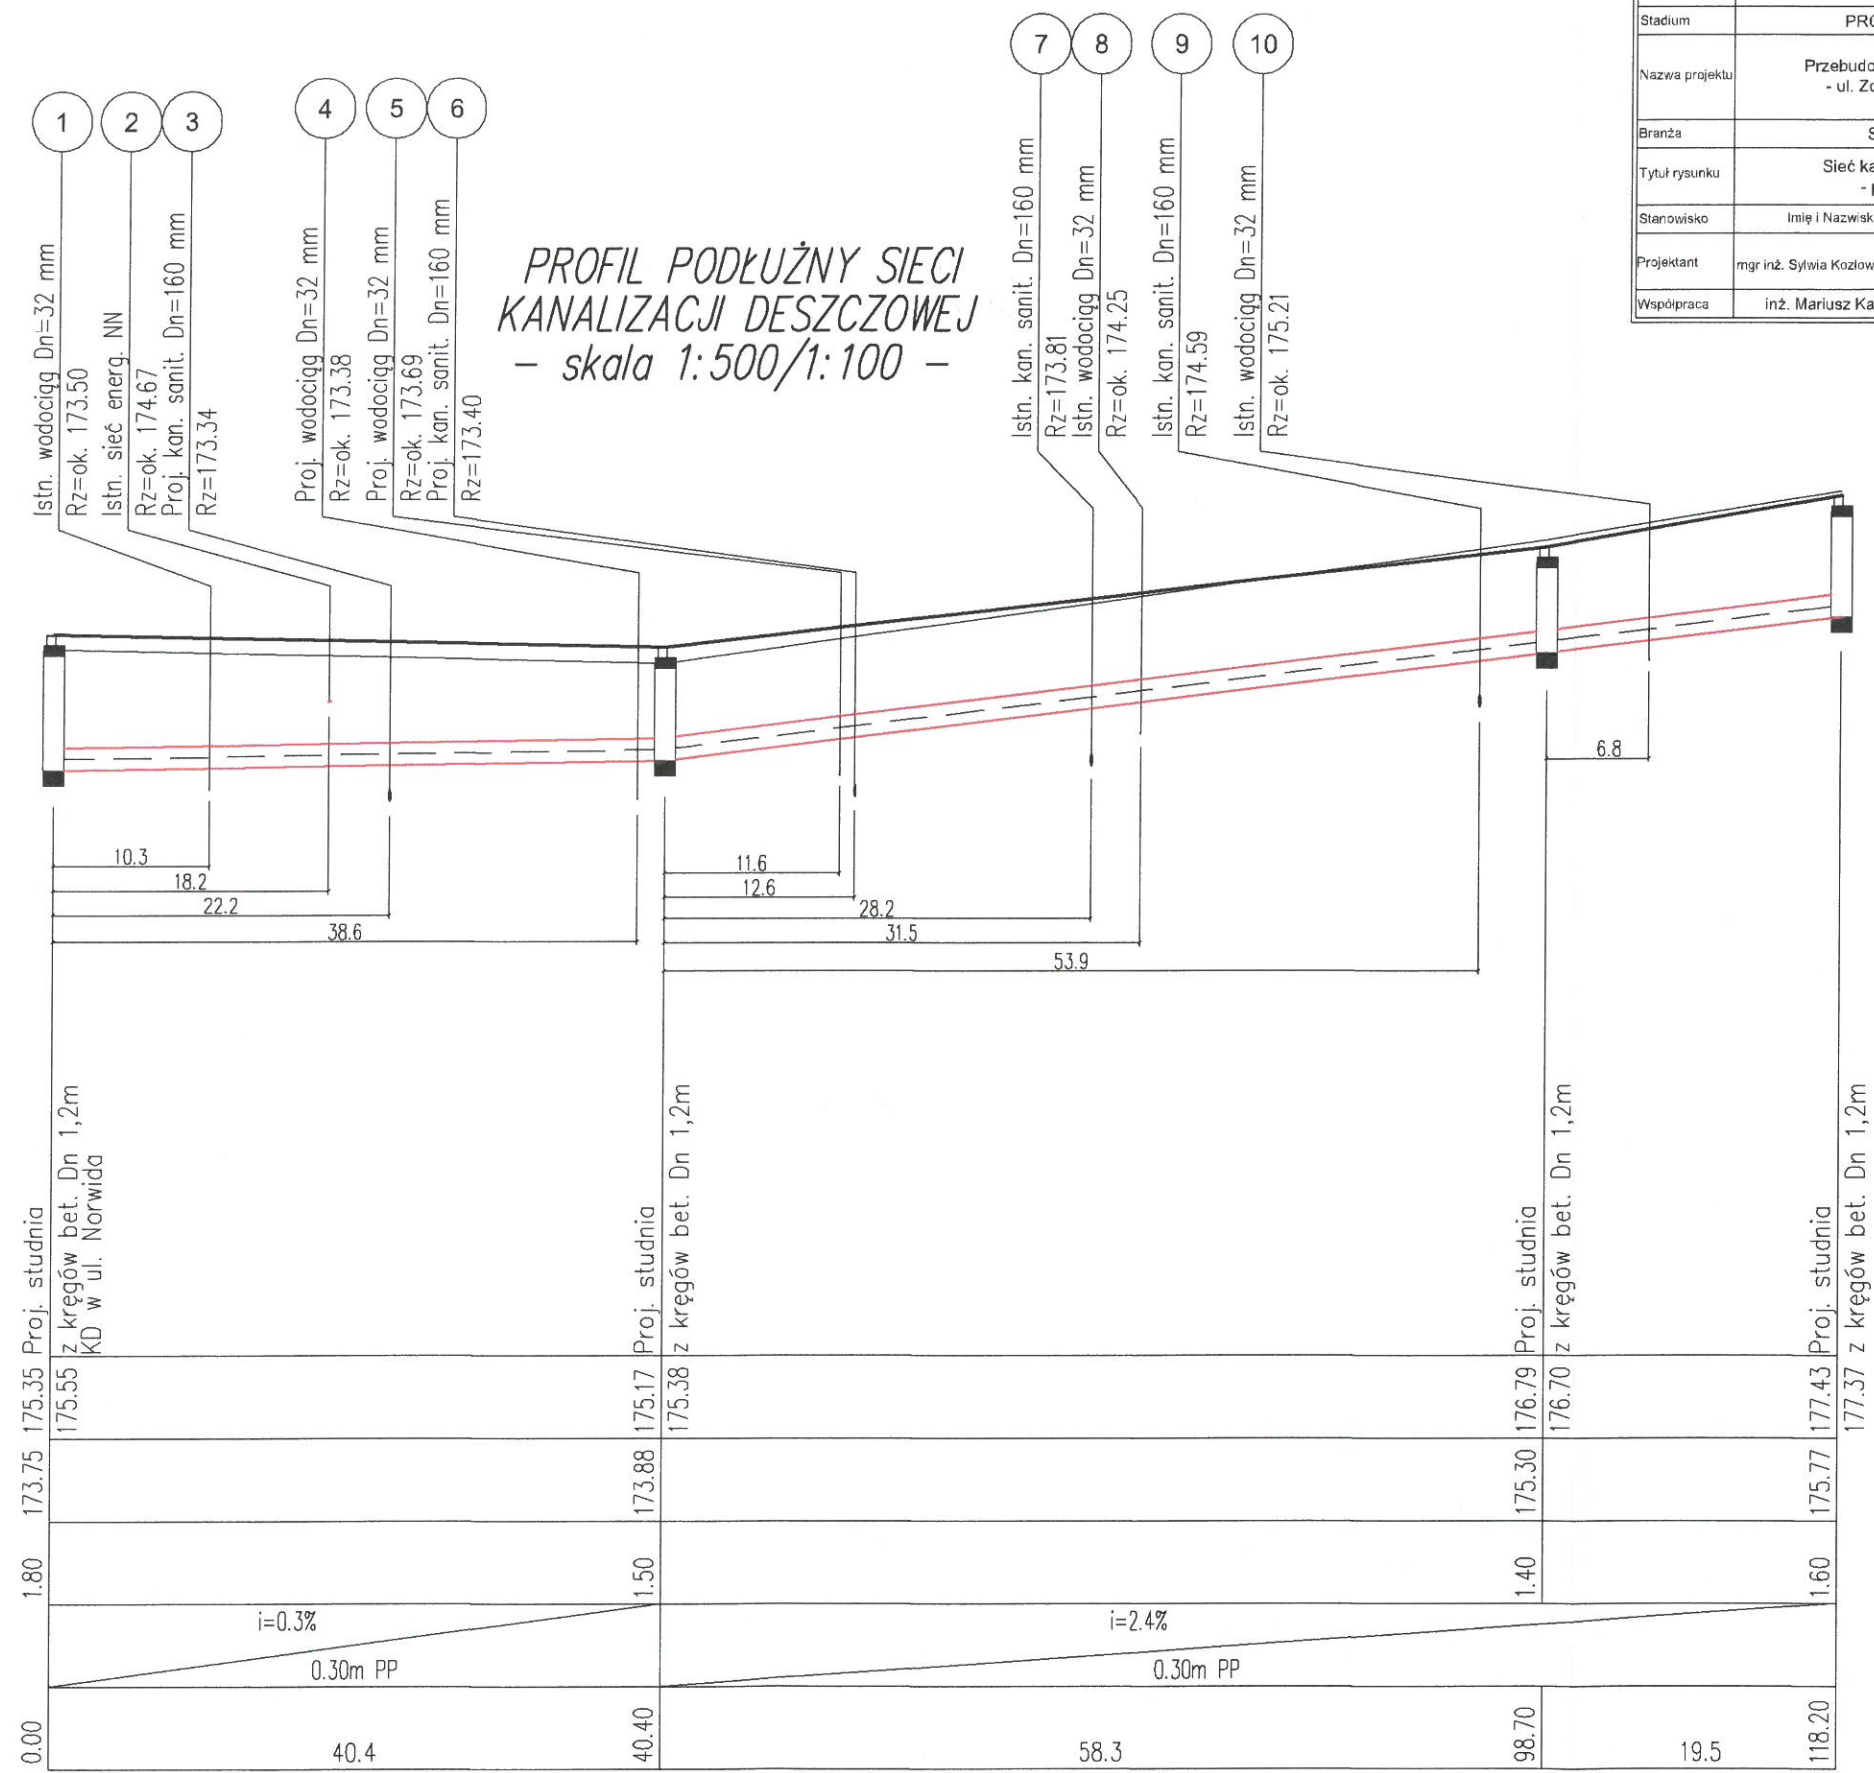 Stadium
Nazwa projektu
Przebudo
- ul. Zo
Branża
Tytuł rysunku
Sieć ka
Stanowisko
Imię i Nazwisk
Projektant
mgr inż. Sylwia Kozłow
Współpraca
inż. Mariusz Ka
1
2
3
4
5
6
7
8
9
10
Istn. wodociąg Dn=32 mm
Rz=ok. 173.50
Istn. sieć energ. NN
Rz=ok. 174.67
Proj. kan. sanit. Dn=160 mm
Rz=173.34
Proj. wodociąg Dn=32 mm
Rz=ok. 173.38
Proj. wodociąg Dn=32 mm
Rz=ok. 173.69
Proj. kan. sanit. Dn=160 mm
Rz=173.40
PROFIL PODŁUŻNY SIECI
KANALIZACJI DESZCZOWEJ
– skala 1:500/1:100 –
Istn. kan. sanit. Dn=160 mm
Rz=173.81
Istn. wodociąg Dn=32 mm
Rz=ok. 174.25
Istn. kan. sanit. Dn=160 mm
Rz=174.59
Istn. wodociąg Dn=32 mm
Rz=ok. 175.21
6.8
10.3
18.2
22.2
38.6
11.6
12.6
28.2
31.5
53.9
Proj. studnia
z kręgów bet. Dn 1,2m
KD w ul. Norwida
Proj. studnia
z kręgów bet. Dn 1,2m
Proj. studnia
z kręgów bet. Dn 1,2m
Proj. studnia
z kręgów bet. Dn 1,2m
175.35
175.55
175.17
175.38
176.79
176.70
177.43
177.37
173.75
173.88
175.30
175.77
1.80
1.50
1.40
1.60
i=0.3%
0.30m PP
i=2.4%
0.30m PP
0.00
40.4
40.40
58.3
98.70
19.5
118.20